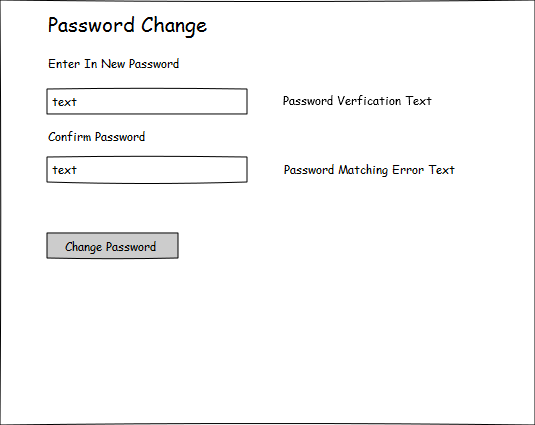 Password Change
Enter In New Password
text
Password Verfication Text
Confirm Password
text
Password Matching Error Text
Change Password